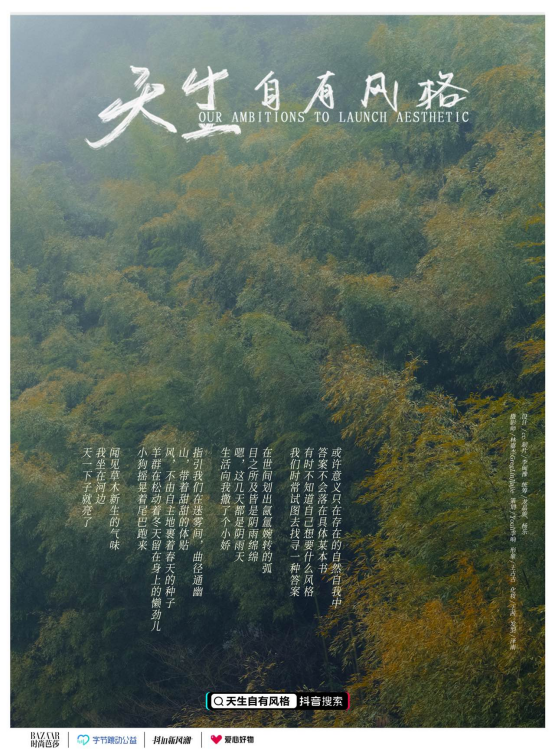 天生自有风格
OUR AMBITIONS TO LAUNCH AESTHETIC
天一下子就亮了
我坐在河边
闻见草木新生的气味
小狗摇晃着尾巴跑来
羊群在松动着冬天留在身上的懒劲儿
风，不由自主地裹着春天的种子
山，带着甜甜的体贴
指引我们在迷雾间，曲径通幽
生活向我撒了个小娇
嗯，这几天都是阴雨天
目之所及皆是阴雨绵绵
在世间划出氤氲婉转的弧
我们时常试图去找寻一种答案
有时不知道自己想要什么风格
答案不会落在具体某本书
或许意义只在存在的自然自我中
天生自有风格 抖音搜索
BAZAAR
时尚芭莎
字节跳动公益
抖in新风潮
爱心好物